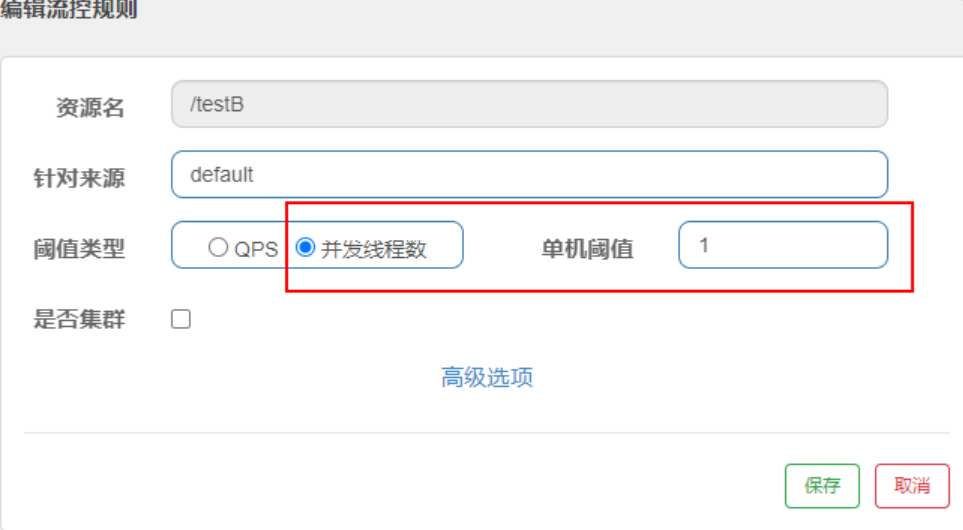 编辑流控规则
资源名 /testB
针对来源 default
阈值类型 QPS 并发线程数 单机阈值 1
是否集群
高级选项
保存 取消